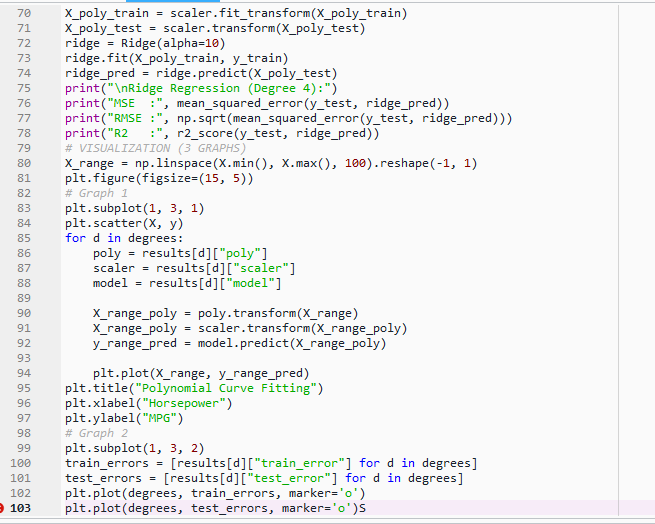 70 X_poly_train = scaler.fit_transform(X_poly_train)
71 X_poly_test = scaler.transform(X_poly_test)
72 ridge = Ridge(alpha=10)
73 ridge.fit(X_poly_train, y_train)
74 ridge_pred = ridge.predict(X_poly_test)
75 print("\nRidge Regression (Degree 4):")
76 print("MSE  :", mean_squared_error(y_test, ridge_pred))
77 print("RMSE :", np.sqrt(mean_squared_error(y_test, ridge_pred)))
78 print("R2   :", r2_score(y_test, ridge_pred))
79 # VISUALIZATION (3 GRAPHS)
80 X_range = np.linspace(X.min(), X.max(), 100).reshape(-1, 1)
81 plt.figure(figsize=(15, 5))
82 # Graph 1
83 plt.subplot(1, 3, 1)
84 plt.scatter(X, y)
85 for d in degrees:
86     poly = results[d]["poly"]
87     scaler = results[d]["scaler"]
88     model = results[d]["model"]
89
90     X_range_poly = poly.transform(X_range)
91     X_range_poly = scaler.transform(X_range_poly)
92     y_range_pred = model.predict(X_range_poly)
93
94     plt.plot(X_range, y_range_pred)
95 plt.title("Polynomial Curve Fitting")
96 plt.xlabel("Horsepower")
97 plt.ylabel("MPG")
98 # Graph 2
99 plt.subplot(1, 3, 2)
100 train_errors = [results[d]["train_error"] for d in degrees]
101 test_errors = [results[d]["test_error"] for d in degrees]
102 plt.plot(degrees, train_errors, marker='o')
103 plt.plot(degrees, test_errors, marker='o')S